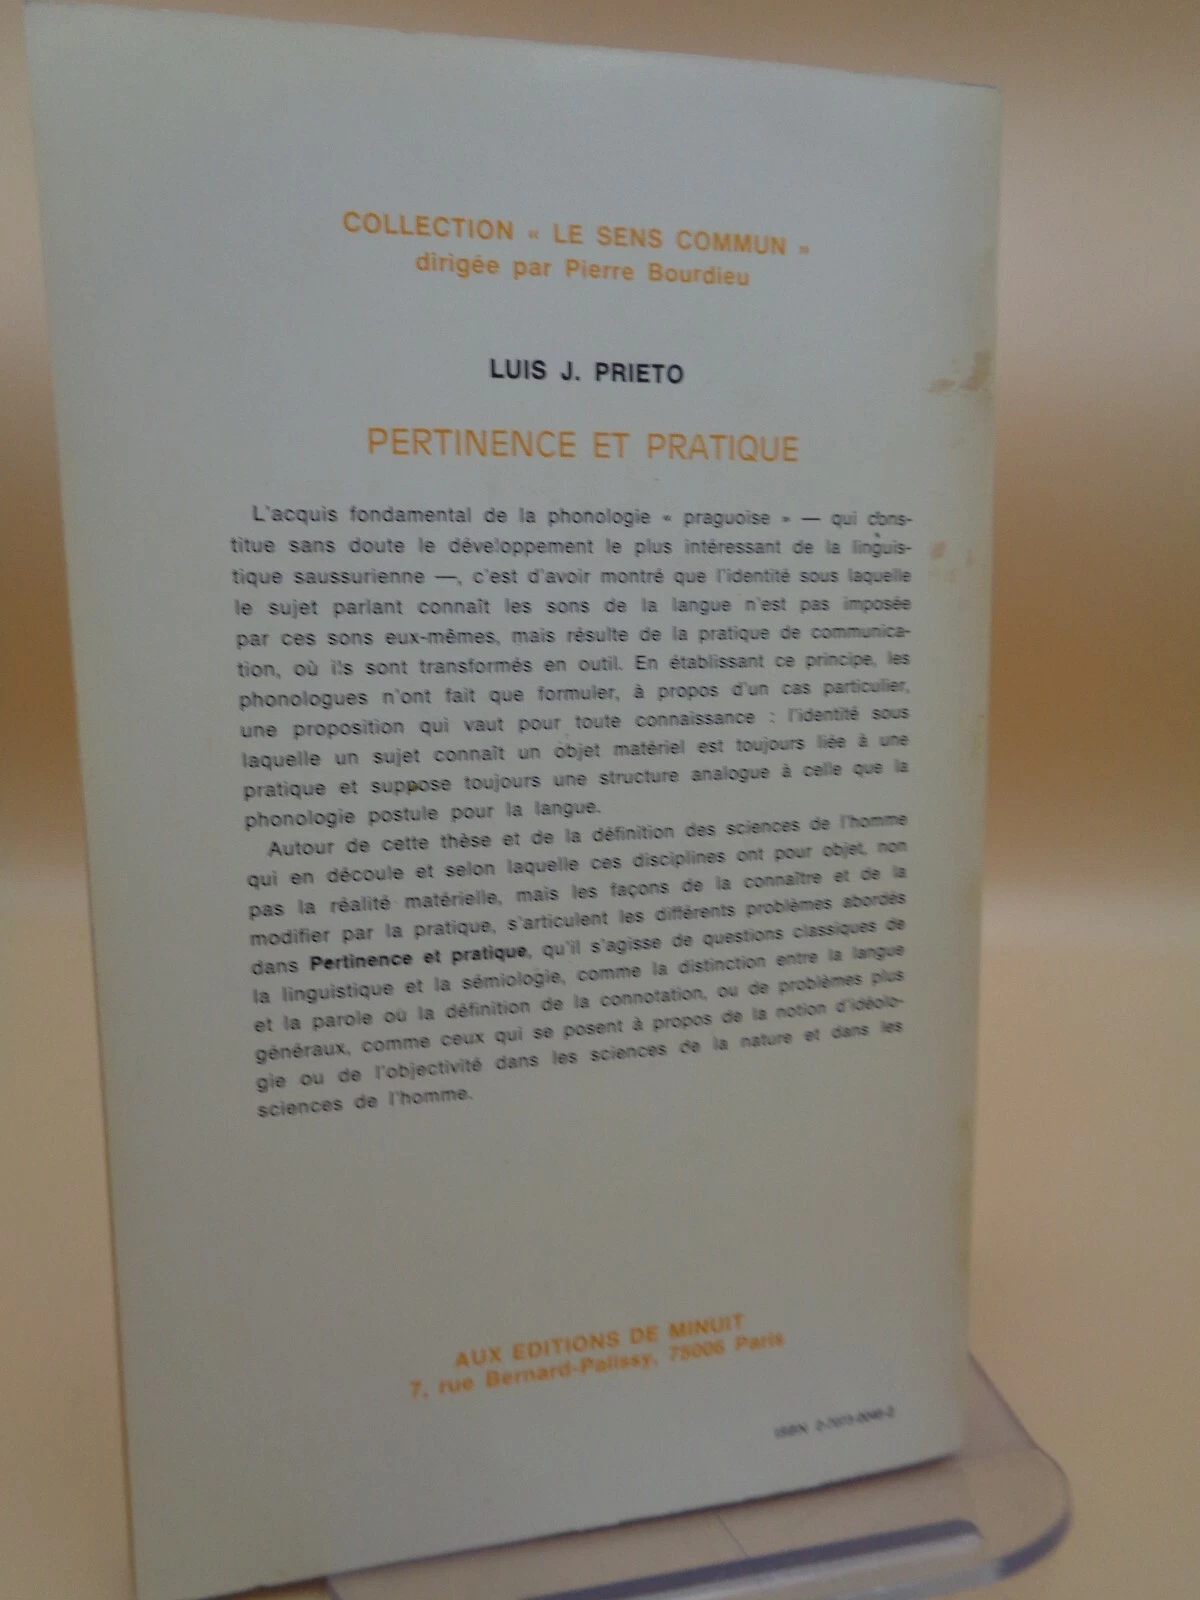 COLLECTION « LE SENS COMMUN »
dirigée par Pierre Bourdieu
LUIS J. PRIETO
PERTINENCE ET PRATIQUE
L'acquis fondamental de la phonologie « praguoise » — qui cons-
titue sans doute le développement le plus intéressant de la linguis-
tique saussurienne —, c'est d'avoir montré que l'identité sous laquelle
le sujet parlant connaît les sons de la langue n'est pas imposée
par ces sons eux-mêmes, mais résulte de la pratique de communica-
tion, où ils sont transformés en outil. En établissant ce principe, les
phonologues n'ont fait que formuler, à propos d'un cas particulier,
une proposition qui vaut pour toute connaissance : l'identité sous
laquelle un sujet connaît un objet matériel est toujours liée à une
pratique et suppose toujours une structure analogue à celle que la
phonologie postule pour la langue.
Autour de cette thèse et de la définition des sciences de l'homme
qui en découle et selon laquelle ces disciplines ont pour objet, non
pas la réalité matérielle, mais les façons de la connaître et de la
modifier par la pratique, s'articulent les différents problèmes abordés
dans Pertinence et pratique, qu'il s'agisse de questions classiques de
la linguistique et la sémiologie, comme la distinction entre la langue
et la parole ou la définition de la connotation, ou de problèmes plus
généraux, comme ceux qui se posent à propos de la notion d'idéolo-
gie ou de l'objectivité dans les sciences de la nature et dans les
sciences de l'homme.
AUX EDITIONS DE MINUIT
7, rue Bernard-Palissy, 75006 Paris
ISBN